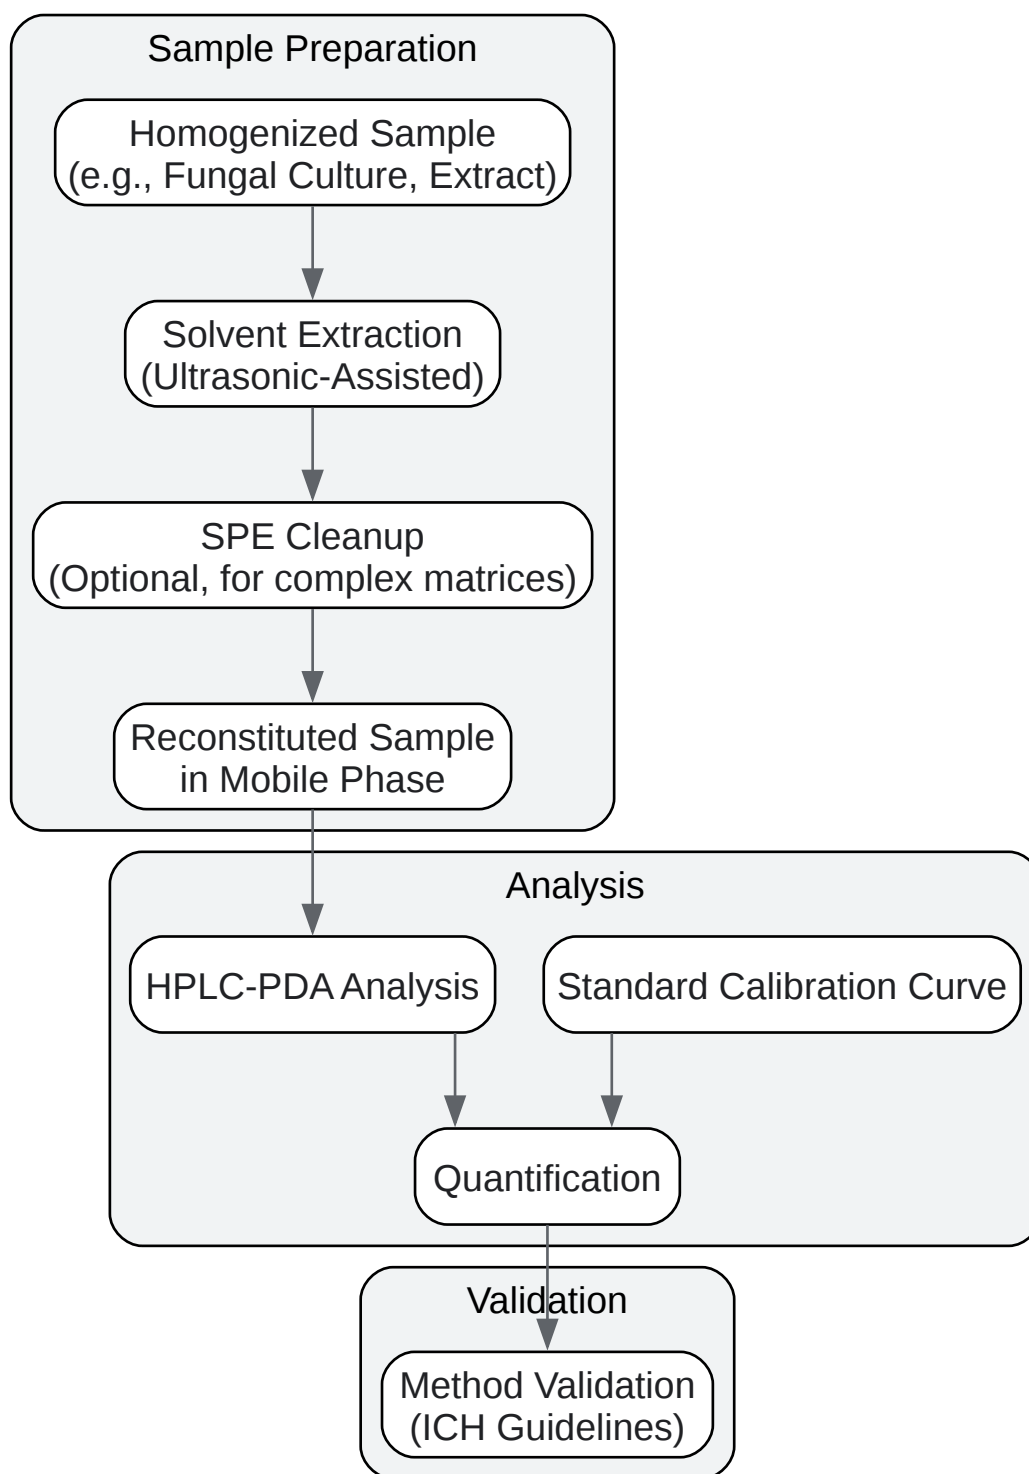 Sample Preparation
Homogenized Sample
(e.g., Fungal Culture, Extract)
Solvent Extraction
(Ultrasonic-Assisted)
SPE Cleanup
(Optional, for complex matrices)
Reconstituted Sample
in Mobile Phase
Analysis
HPLC-PDA Analysis
Standard Calibration Curve
Quantification
Validation
Method Validation
(ICH Guidelines)